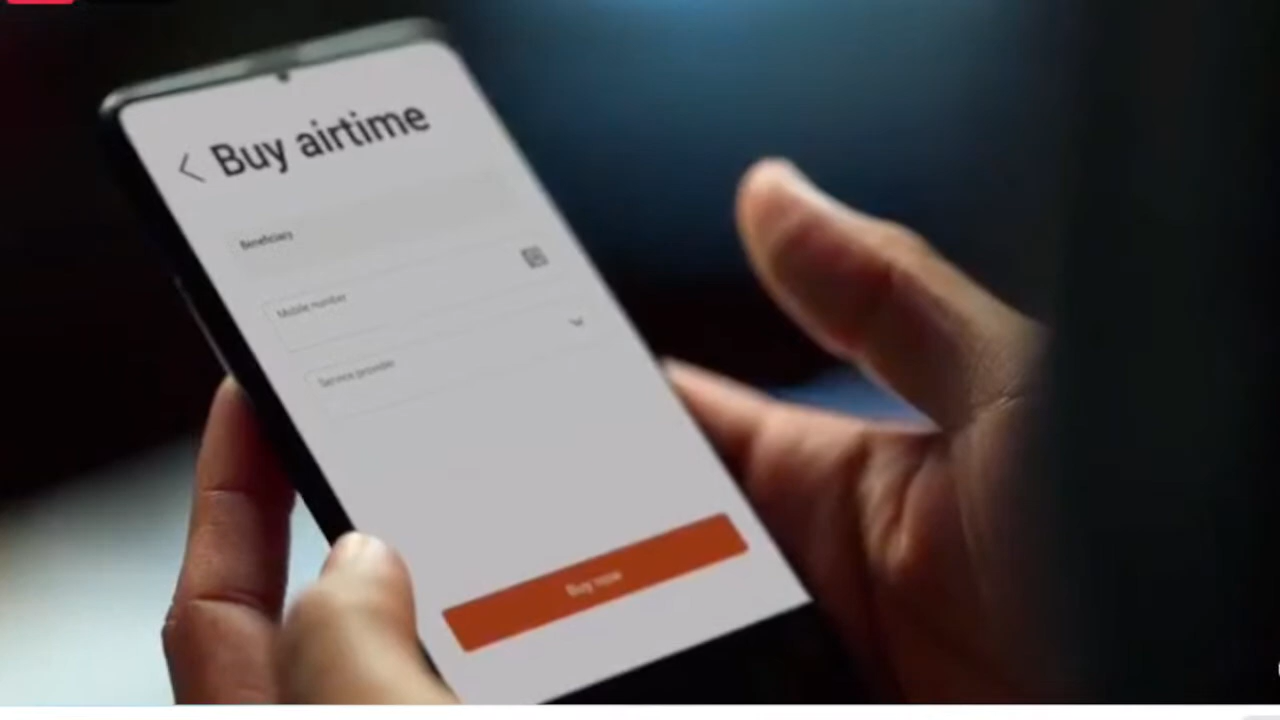 Buy airtime
Beneficiary
Mobile number
Service provider
Buy now